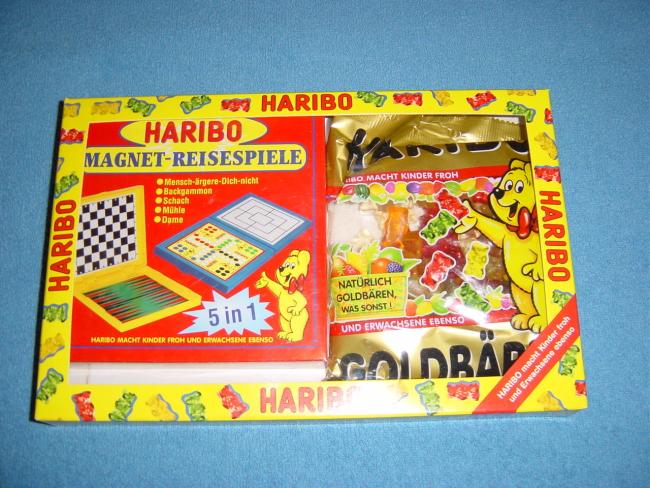 HARIBO
HARIBO
MAGNET-REISESPIELE
Mensch-ärgere-Dich-nicht
Backgammon
Schach
Mühle
Dame
5 in 1
HARIBO MACHT KINDER FROH UND ERWACHSENE EBENSO
HARIBO
HARIBO
MACHT KINDER FROH
NATÜRLICH
GOLDBÄREN,
WAS SONST !
UND ERWACHSENE EBENSO
GOLDBÄR
HARIBO
HARIBO macht Kinder froh
und Erwachsene ebenso
HARIBO